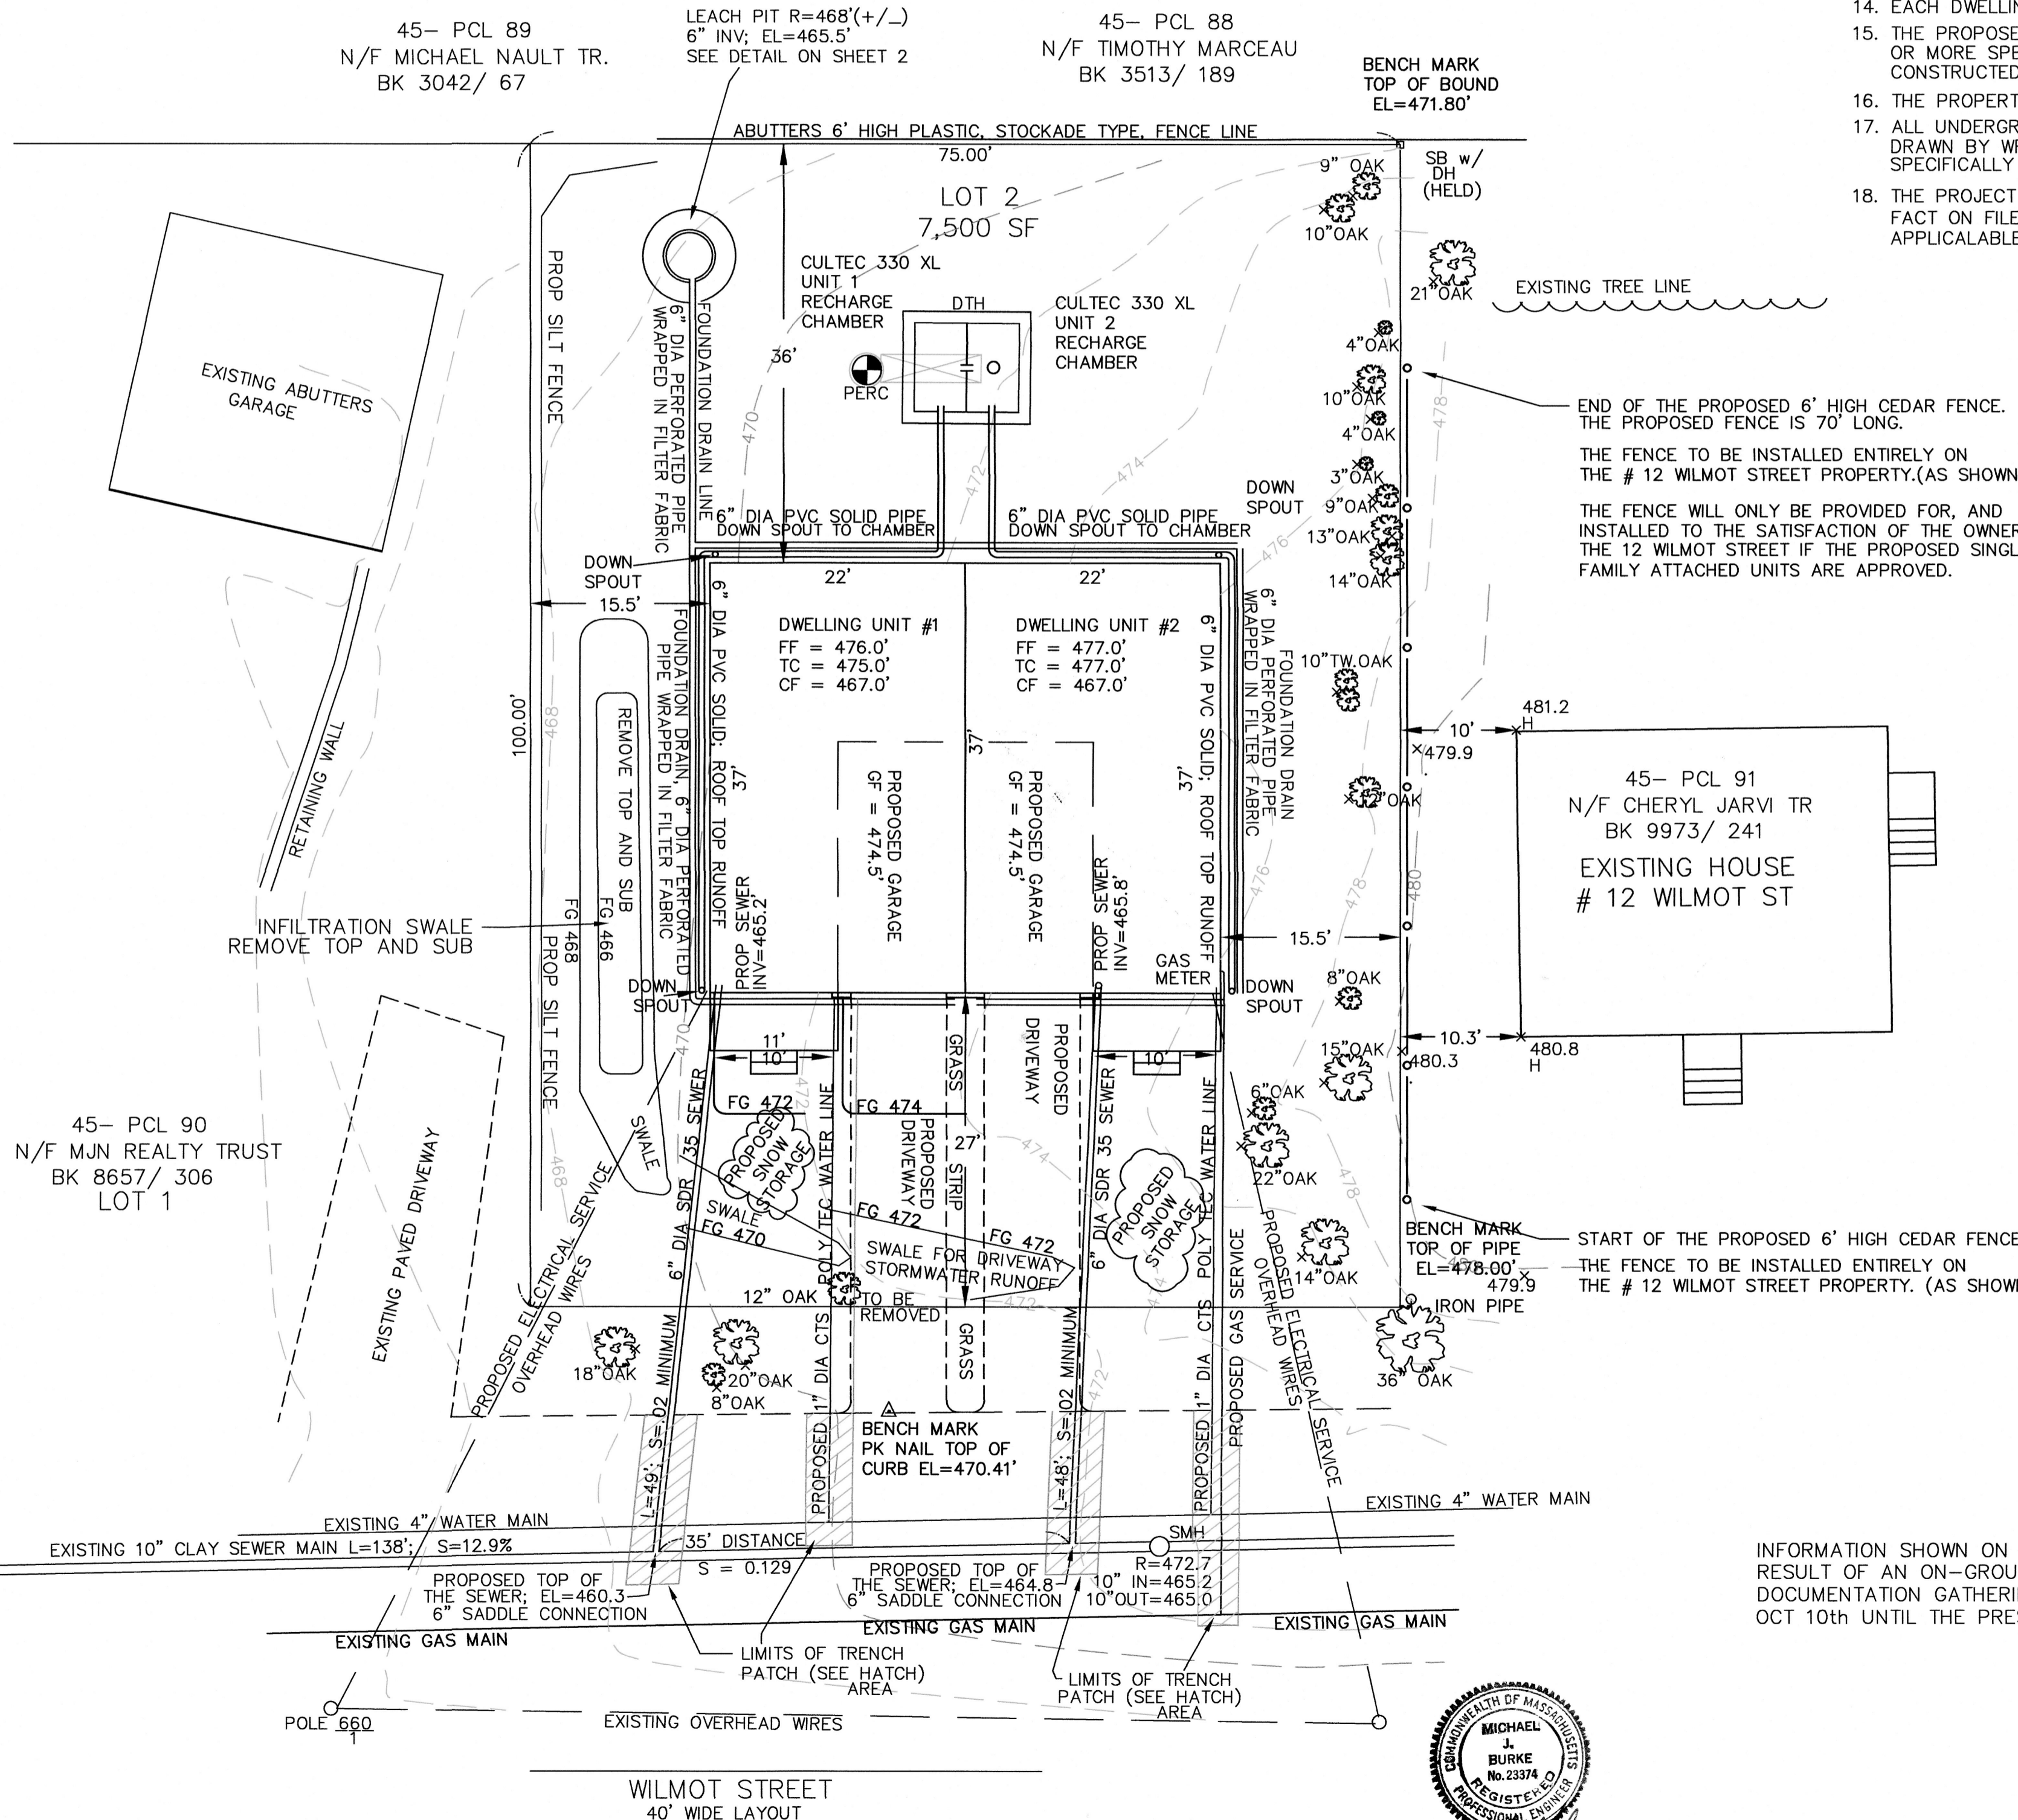 45- PCL 89
N/F MICHAEL NAULT TR.
BK 3042/ 67
LEACH PIT R=468'(+/_)
6" INV; EL=465.5'
SEE DETAIL ON SHEET 2
45- PCL 88
N/F TIMOTHY MARCEAU
BK 3513/ 189
BENCH MARK
TOP OF BOUND
EL=471.80'
14. EACH DWELLIN
15. THE PROPOSE
OR MORE SPE
CONSTRUCTED
16. THE PROPERT
17. ALL UNDERGR
DRAWN BY WR
SPECIFICALLY
18. THE PROJECT
FACT ON FILE
APPLICALABLE
ABUTTERS 6' HIGH PLASTIC, STOCKADE TYPE, FENCE LINE
75.00'
LOT 2
7,500 SF
9" OAK
SB w/
DH
(HELD)
10"OAK
21"OAK
EXISTING TREE LINE
PROP SILT FENCE
CULTEC 330 XL
UNIT 1
RECHARGE
CHAMBER
DTH
CULTEC 330 XL
UNIT 2
RECHARGE
CHAMBER
36'
PERC
FOUNDATION DRAIN LINE
6" DIA PERFORATED PIPE
WRAPPED IN FILTER FABRIC
470
472
474
476
478
EXISTING ABUTTERS
GARAGE
4"OAK
10"OAK
4"OAK
3"OAK
9"OAK
13"OAK
14"OAK
END OF THE PROPOSED 6' HIGH CEDAR FENCE.
THE PROPOSED FENCE IS 70' LONG.
THE FENCE TO BE INSTALLED ENTIRELY ON
THE # 12 WILMOT STREET PROPERTY.(AS SHOWN
THE FENCE WILL ONLY BE PROVIDED FOR, AND
INSTALLED TO THE SATISFACTION OF THE OWNER
THE 12 WILMOT STREET IF THE PROPOSED SINGL
FAMILY ATTACHED UNITS ARE APPROVED.
DOWN
SPOUT
6" DIA PVC SOLID PIPE
DOWN SPOUT TO CHAMBER
6" DIA PVC SOLID PIPE
DOWN SPOUT TO CHAMBER
DOWN
SPOUT
15.5'
22'
22'
DWELLING UNIT #1
FF = 476.0'
TC = 475.0'
CF = 467.0'
DWELLING UNIT #2
FF = 477.0'
TC = 477.0'
CF = 467.0'
6" DIA PVC SOLID; ROOF TOP RUNOFF
FOUNDATION DRAIN, 6" DIA PERFORATED
PIPE WRAPPED IN FILTER FABRIC
6" DIA PVC SOLID; ROOF TOP RUNOFF
FOUNDATION DRAIN
6" DIA PERFORATED PIPE
WRAPPED IN FILTER FABRIC
10"TW.OAK
100.00'
468
REMOVE TOP AND SUB
RETAINING WALL
37'
37'
37'
PROPOSED GARAGE
GF = 474.5'
PROPOSED GARAGE
GF = 474.5'
481.2
H
10'
479.9
12"OAK
45- PCL 91
N/F CHERYL JARVI TR
BK 9973/ 241
EXISTING HOUSE
# 12 WILMOT ST
476
478
480
INFILTRATION SWALE
REMOVE TOP AND SUB
FG 468
FG 466
PROP SILT FENCE
PROP SEWER
INV=465.2'
PROP SEWER
INV=465.8'
GAS
METER
15.5'
DOWN
SPOUT
DOWN
SPOUT
8"OAK
10.3'
480.8
H
15"OAK
480.3
470
11'
10'
10'
GRASS
STRIP
PROPOSED
DRIVEWAY
PROPOSED
DRIVEWAY
27'
FG 472
FG 474
472
474
6"OAK
22"OAK
478
45- PCL 90
N/F MJN REALTY TRUST
BK 8657/ 306
LOT 1
EXISTING PAVED DRIVEWAY
468
SWALE
PROPOSED
SNOW
STORAGE
PROPOSED
SNOW
STORAGE
SWALE
FG 470
FG 472
FG 472
SWALE FOR DRIVEWAY
STORMWATER RUNOFF
472
474
12" OAK
TO BE
REMOVED
GRASS
14"OAK
BENCH MARK
TOP OF PIPE
EL=478.00'
480
479.9
IRON PIPE
START OF THE PROPOSED 6' HIGH CEDAR FENCE
THE FENCE TO BE INSTALLED ENTIRELY ON
THE # 12 WILMOT STREET PROPERTY. (AS SHOW
PROPOSED ELECTRICAL SERVICE
OVERHEAD WIRES
L=49'; S=.02 MINIMUM 6" DIA SDR 35 SEWER
PROPOSED 1" DIA CTS POLY TEC WATER LINE
L=48'; S=.02 MINIMUM 6" DIA SDR 35 SEWER
PROPOSED 1" DIA CTS POLY TEC WATER LINE
PROPOSED GAS SERVICE
PROPOSED ELECTRICAL SERVICE
OVERHEAD WIRES
18"OAK
20"OAK
8"OAK
36" OAK
472
BENCH MARK
PK NAIL TOP OF
CURB EL=470.41'
EXISTING 4" WATER MAIN
EXISTING 4" WATER MAIN
EXISTING 10" CLAY SEWER MAIN L=138'; S=12.9%
35' DISTANCE
S = 0.129
SMH
R=472.7
10" IN=465.2
10"OUT=465.0
PROPOSED TOP OF
THE SEWER; EL=460.3
6" SADDLE CONNECTION
PROPOSED TOP OF
THE SEWER; EL=464.8
6" SADDLE CONNECTION
EXISTING GAS MAIN
EXISTING GAS MAIN
EXISTING GAS MAIN
LIMITS OF TRENCH
PATCH (SEE HATCH)
AREA
LIMITS OF TRENCH
PATCH (SEE HATCH)
AREA
POLE 660
1
EXISTING OVERHEAD WIRES
WILMOT STREET
40' WIDE LAYOUT
INFORMATION SHOWN ON
RESULT OF AN ON-GROU
DOCUMENTATION GATHERI
OCT 10th UNTIL THE PRES
COMMONWEALTH OF MASSACHUSETTS
MICHAEL
J.
BURKE
No.23374
REGISTERED
PROFESSIONAL ENGINEER